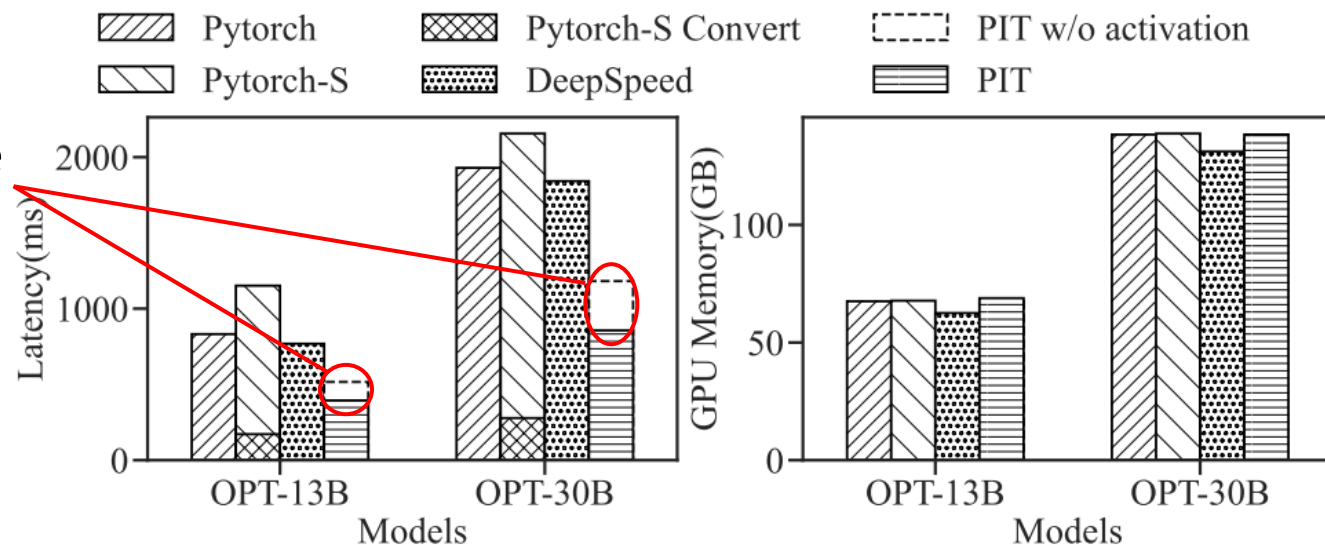 Pytorch
Pytorch-S Convert
PIT w/o activation
Pytorch-S
DeepSpeed
PIT
Latency(ms)
2000
1000
0
OPT-13B
OPT-30B
Models
GPU Memory(GB)
100
50
0
OPT-13B
OPT-30B
Models